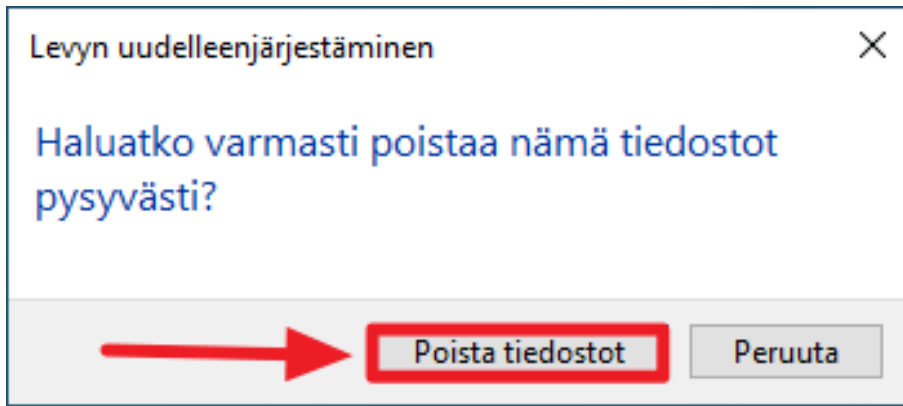 Levyn uudelleenjärjestäminen
Haluatko varmasti poistaa nämä tiedostot
pysyvästi?
Poista tiedostot
Peruuta